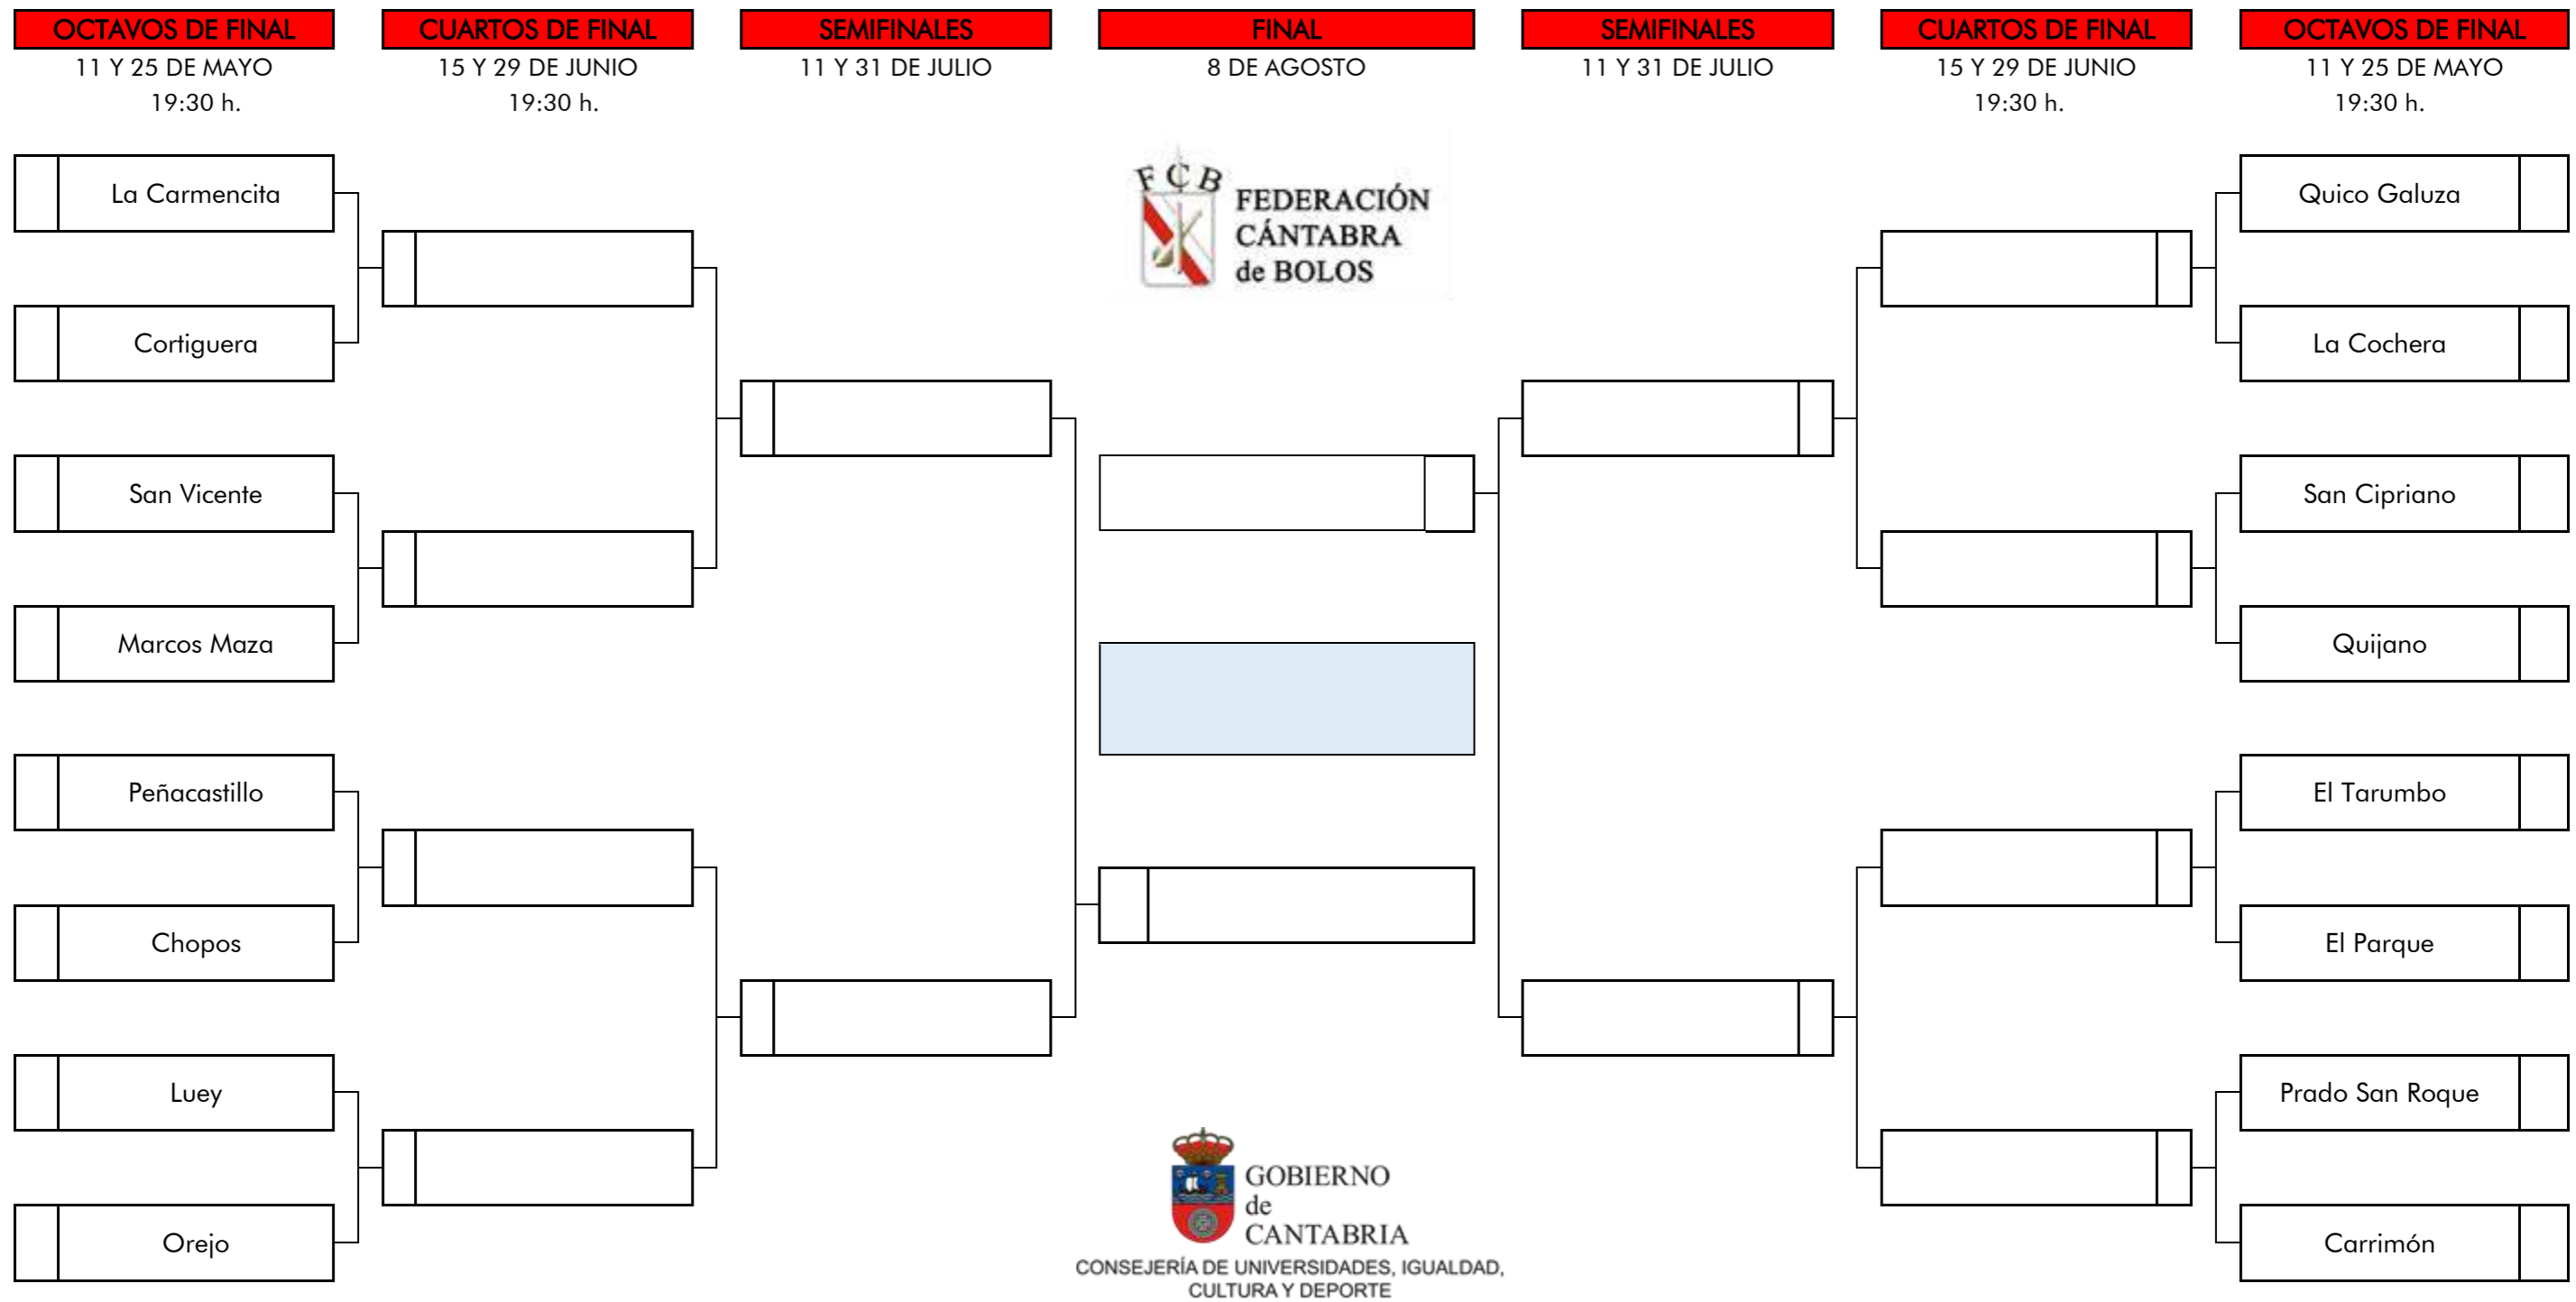 OCTAVOS DE FINAL
CUARTOS DE FINAL
SEMIFINALES
FINAL
SEMIFINALES
CUARTOS DE FINAL
OCTAVOS DE FINAL
11 Y 25 DE MAYO
15 Y 29 DE JUNIO
11 Y 31 DE JULIO
8 DE AGOSTO
11 Y 31 DE JULIO
15 Y 29 DE JUNIO
11 Y 25 DE MAYO
19:30 h.
19:30 h.
19:30 h.
19:30 h.
La Carmencita
Cortiguera
San Vicente
Marcos Maza
Peñacastillo
Chopos
Luey
Orejo
FCB
FEDERACIÓN
CÁNTABRA
de BOLOS
GOBIERNO
de
CANTABRIA
CONSEJERÍA DE UNIVERSIDADES, IGUALDAD,
CULTURA Y DEPORTE
Quico Galuza
La Cochera
San Cipriano
Quijano
El Tarumbo
El Parque
Prado San Roque
Carrimón